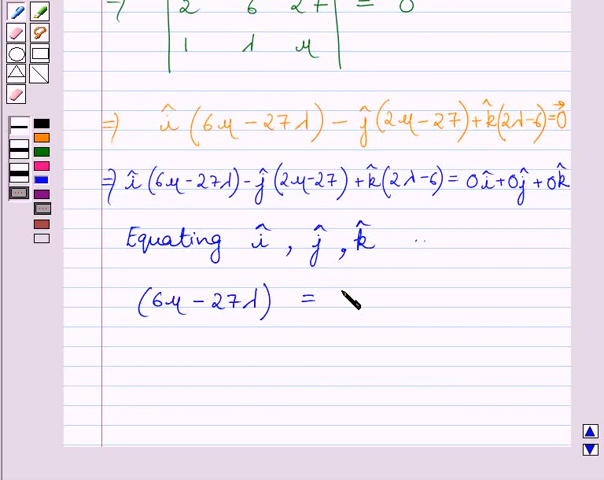 ⇒ | 2 6 27 | = 0
1 λ μ
⇒ î (6μ − 27λ) − ĵ (2μ − 27) + k̂ (2λ − 6) = 0⃗
⇒ î (6μ − 27λ) − ĵ (2μ − 27) + k̂ (2λ − 6) = 0î + 0ĵ + 0k̂
Equating î , ĵ , k̂ ..
(6μ − 27λ) =